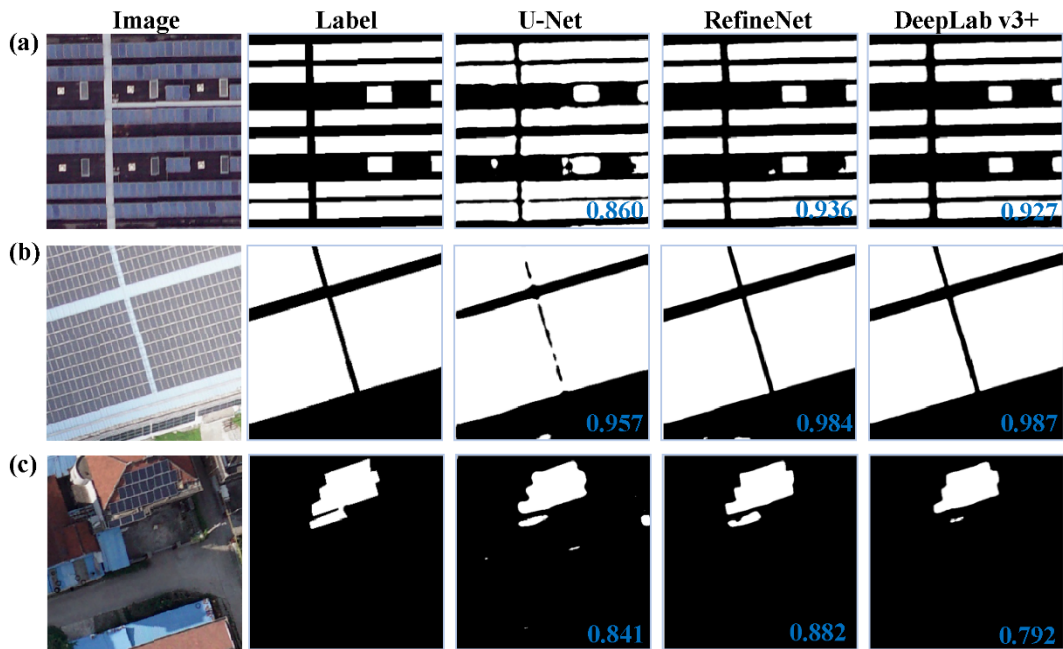 Image Label U-Net RefineNet DeepLab v3+
(a)
0.860 0.936 0.927
(b)
0.957 0.984 0.987
(c)
0.841 0.882 0.792